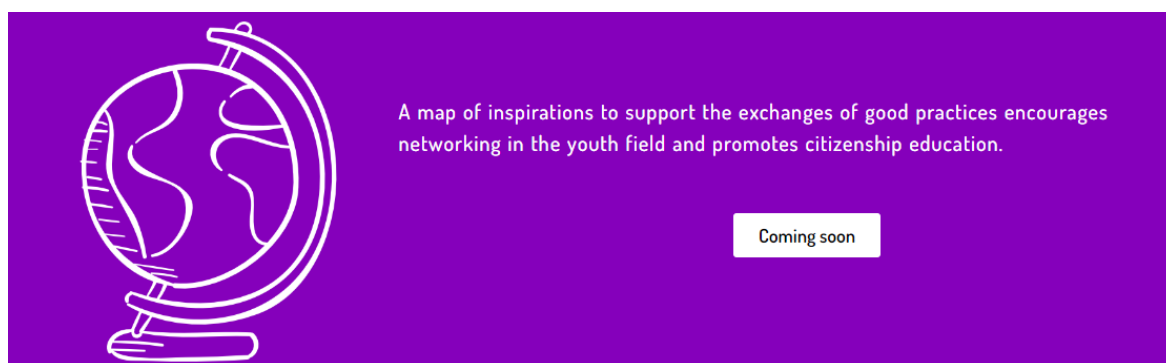 A map of inspirations to support the exchanges of good practices encourages
networking in the youth field and promotes citizenship education.
Coming soon